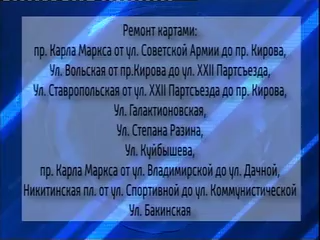 Ремонт картами:
пр. Карла Маркса от ул. Советской Армии до пр. Кирова,
Ул. Вольская от пр.Кирова до ул. XXII Партсъезда,
Ул. Ставропольская от ул. XXII Партсъезда до пр. Кирова,
Ул. Галактионовская,
Ул. Степана Разина,
Ул. Куйбышева,
пр. Карла Маркса от ул. Владимирской до ул. Дачной,
Никитинская пл. от ул. Спортивной до ул. Коммунистической
Ул. Бакинская